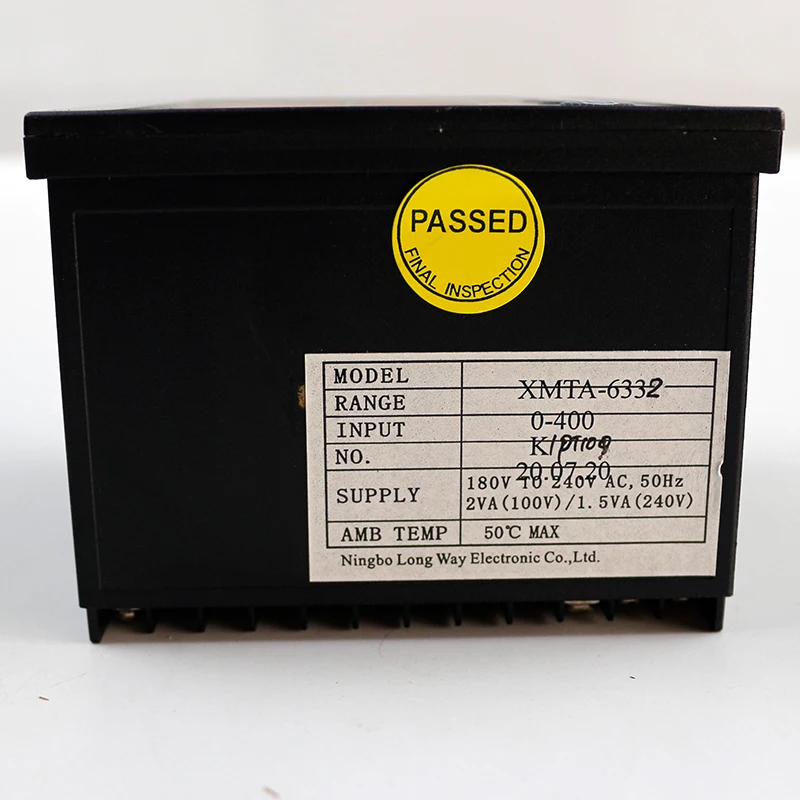 PASSED
FINAL INSPECTION
MODEL XMTA-6332
RANGE 0-400
INPUT K/PT100
NO. 20.07.20
SUPPLY 180V TO 240V AC, 50Hz
2VA(100V)/1.5VA(240V)
AMB TEMP 50℃ MAX
Ningbo Long Way Electronic Co.,Ltd.